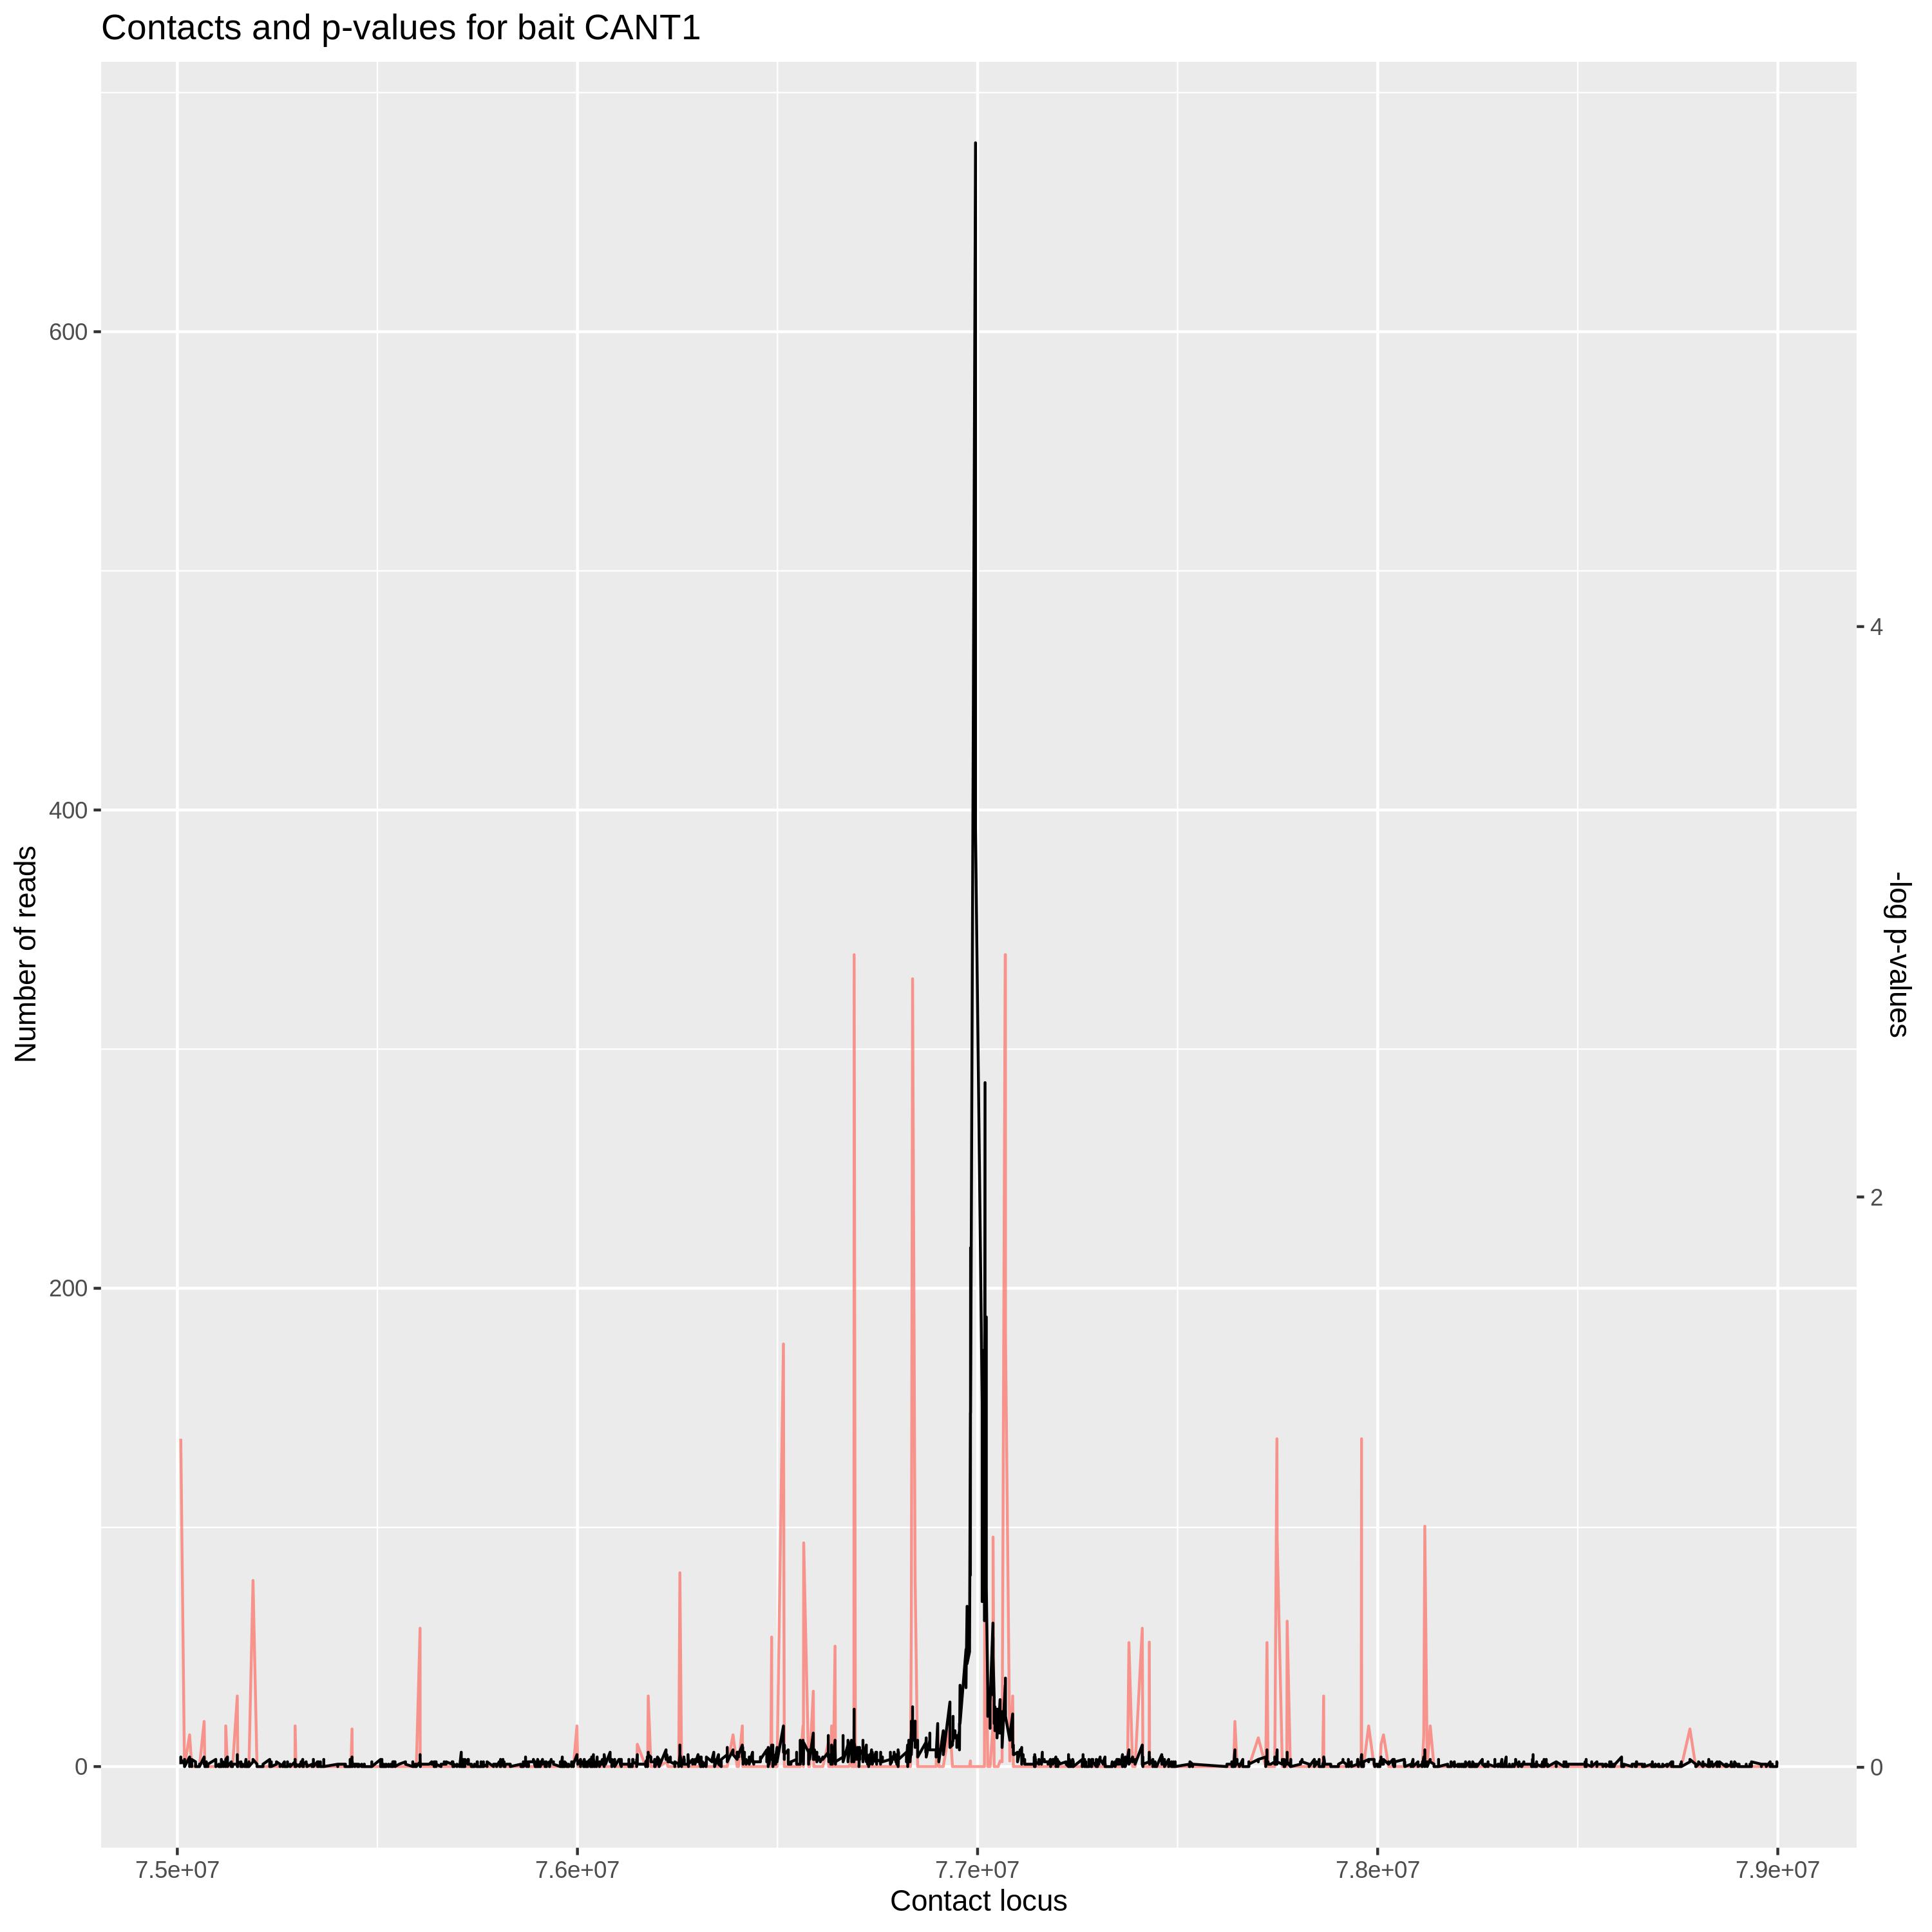 Contacts and p-values for bait CANT1
600
400
200
0
Number of reads
4
2
0
-log p-values
7.5e+07
7.6e+07
7.7e+07
7.8e+07
7.9e+07
Contact locus